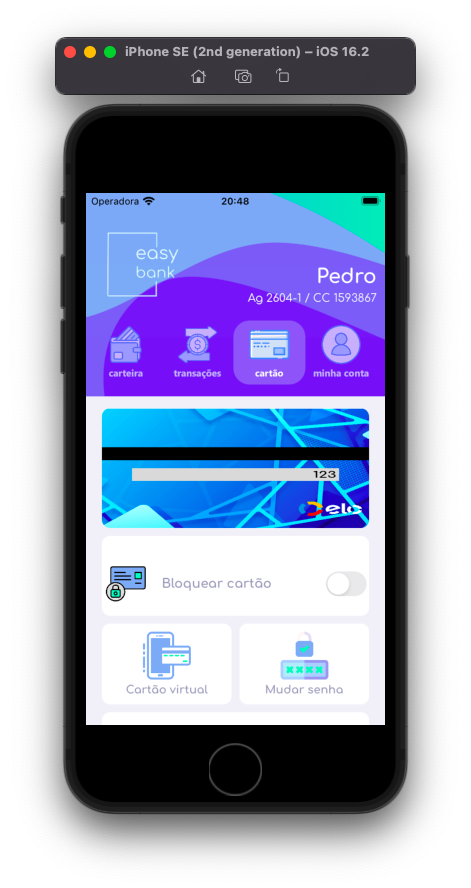 iPhone SE (2nd generation) – iOS 16.2
Operadora 20:48
easy
bank
Pedro
Ag 2604-1 / CC 1593867
carteira transações cartão minha conta
123
elo
Bloquear cartão
Cartão virtual Mudar senha